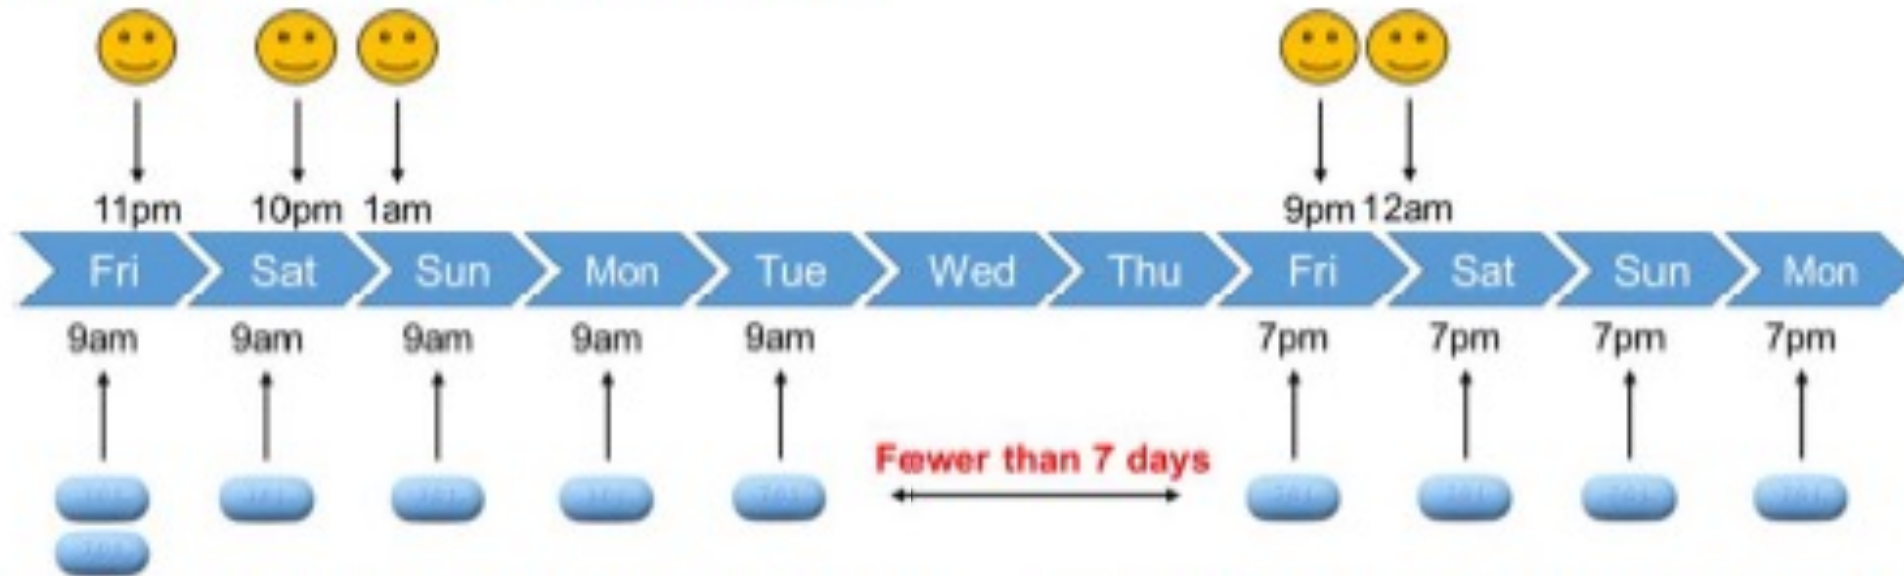 11pm 10pm 1am 9pm 12am
Fri Sat Sun Mon Tue Wed Thu Fri Sat Sun Mon
9am 9am 9am 9am 9am 7pm 7pm 7pm 7pm
Fewer than 7 days